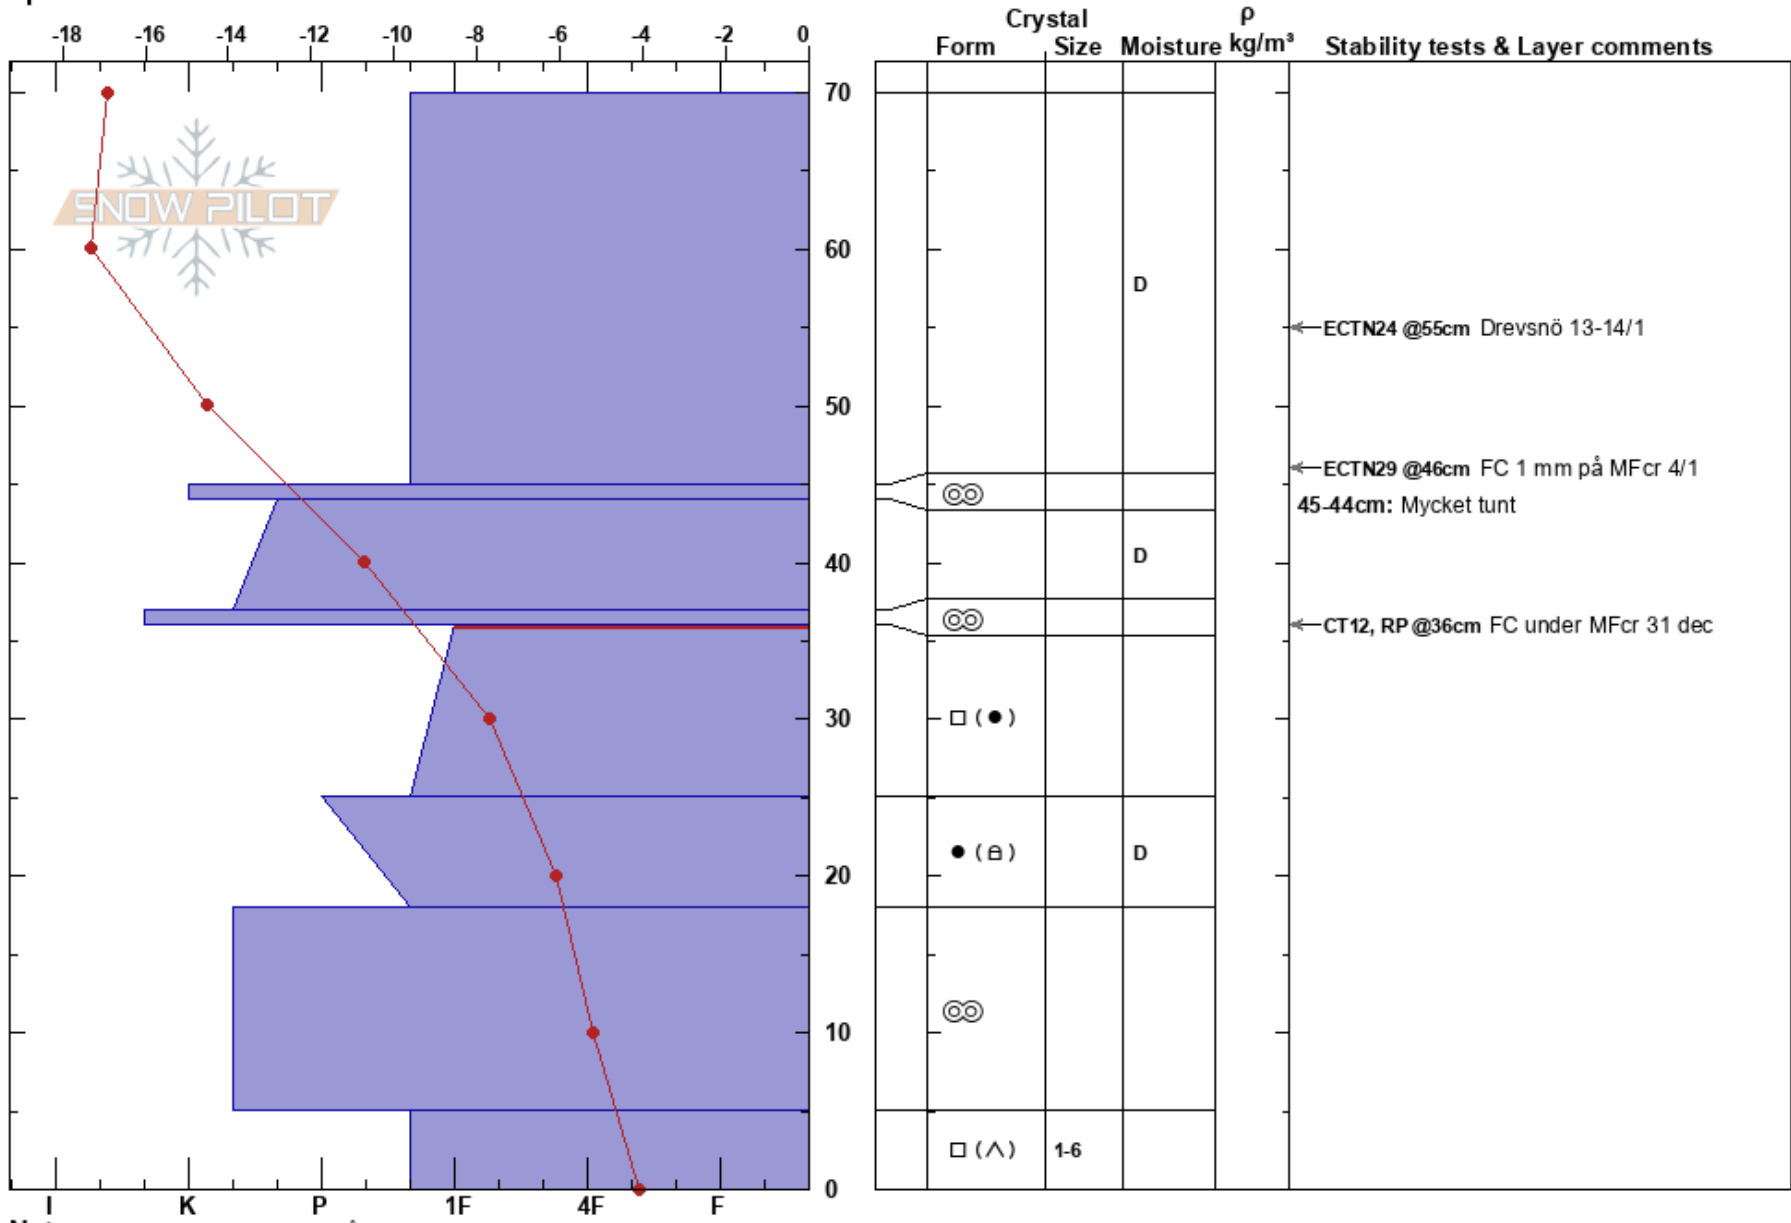 Crystal ρ
-18 -16 -14 -12 -10 -8 -6 -4 -2 0 Form Size Moisture kg/m³ Stability tests & Layer comments
70
SNOW PILOT
60
D
ECTN24 @55cm Drevsnö 13-14/1
50
ECTN29 @46cm FC 1 mm på MFcr 4/1
45-44cm: Mycket tunt
40 D
CT12, RP @36cm FC under MFcr 31 dec
30 ( )
20 ( ) D
10
( ) 1-6
0
I K P 1F 4F F